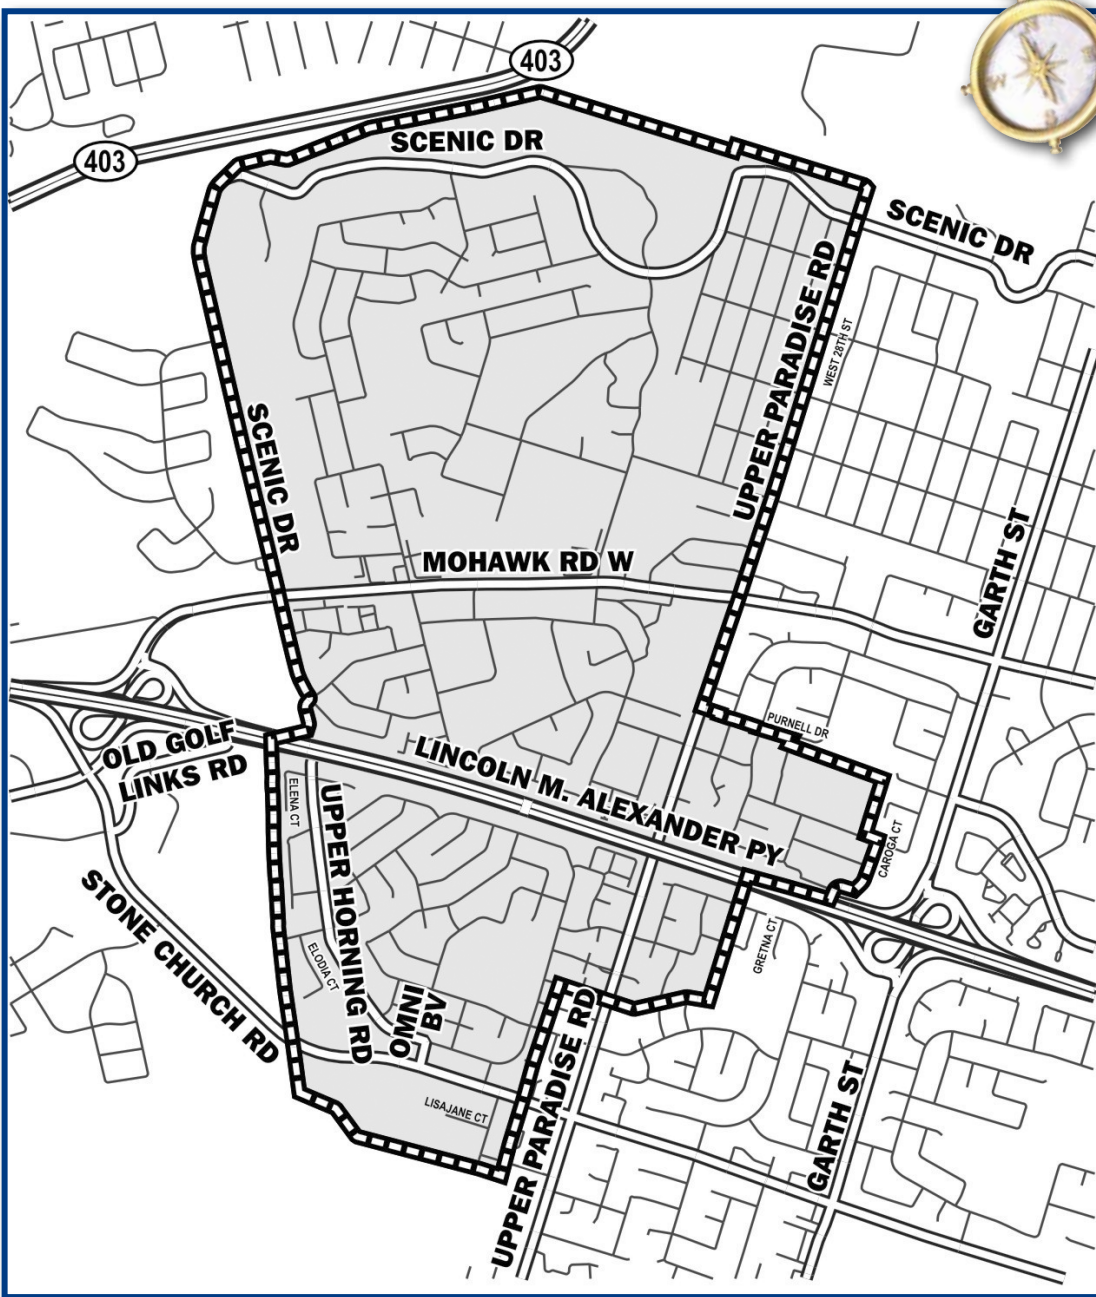 403
403
SCENIC DR
SCENIC DR
UPPER PARADISE RD
WEST 28TH ST
SCENIC DR
GARTH ST
MOHAWK RD W
PURNELL DR
OLD GOLF
LINKS RD
LINCOLN M. ALEXANDER PY
ELENA CT
UPPER HORNING RD
CAROGA CT
STONE CHURCH RD
GRETNA CT
ELODIA CT
OMNI
BV
UPPER PARADISE RD
LISAJANE CT
GARTH ST